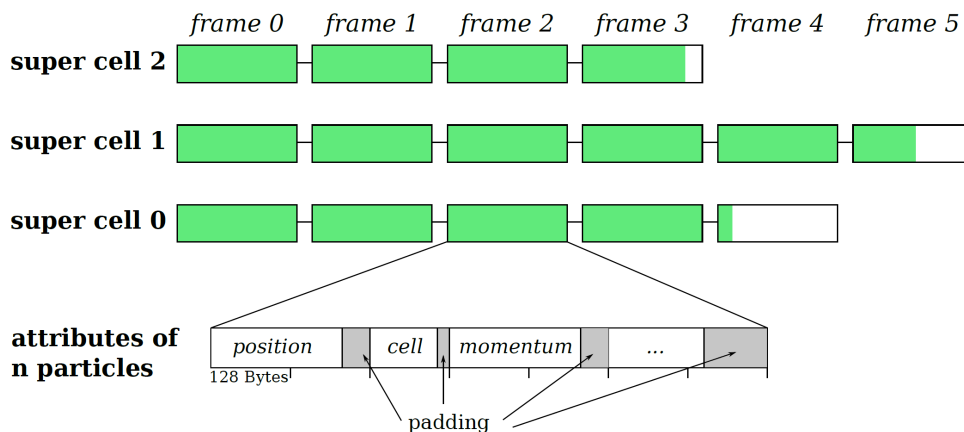 frame 0 frame 1 frame 2 frame 3 frame 4 frame 5
super cell 2
super cell 1
super cell 0
attributes of
n particles
position cell momentum ...
128 Bytes
padding